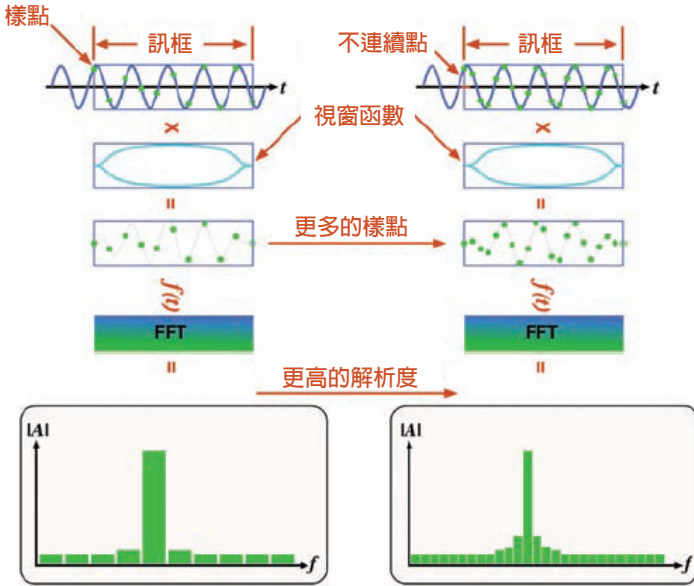 樣點
訊框
不連續點
訊框
t
t
視窗函數
X
X
=
=
更多的樣點
f(t)
f(t)
FFT
FFT
=
=
更高的解析度
|A|
|A|
f
f